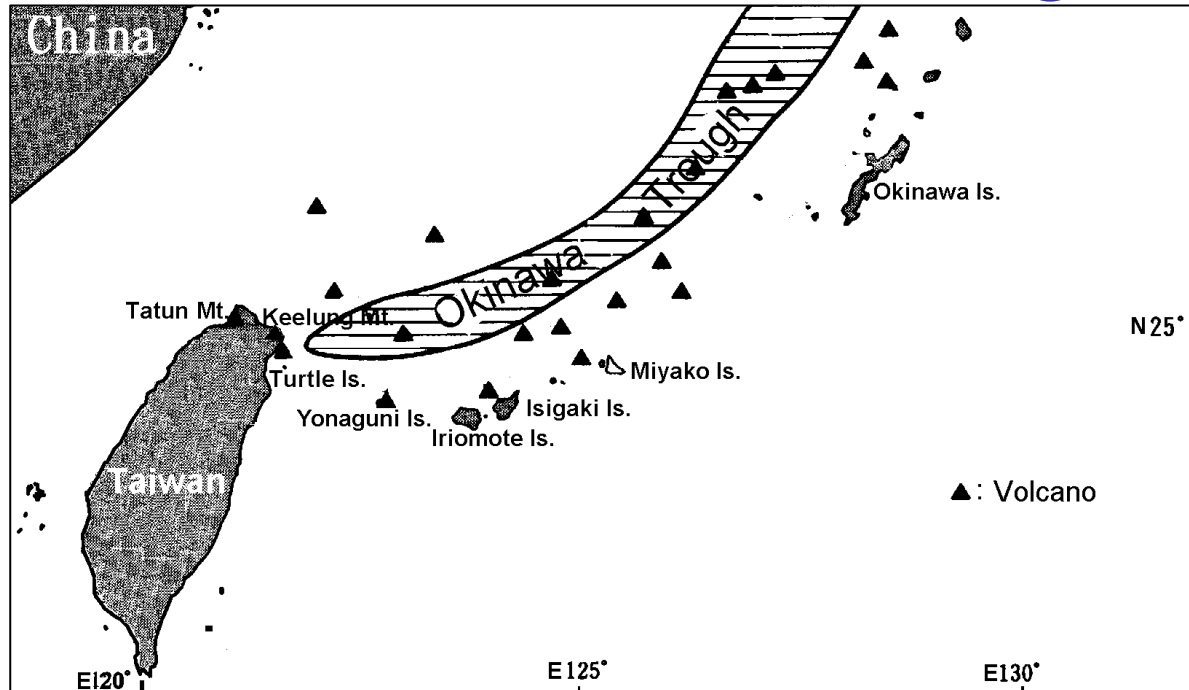 China
Okinawa Trough
Okinawa Is.
Tatun Mt.
Keelung Mt.
N25°
Turtle Is.
Miyako Is.
Yonaguni Is.
Isigaki Is.
Iriomote Is.
Taiwan
▲: Volcano
E120°
E125°
E130°